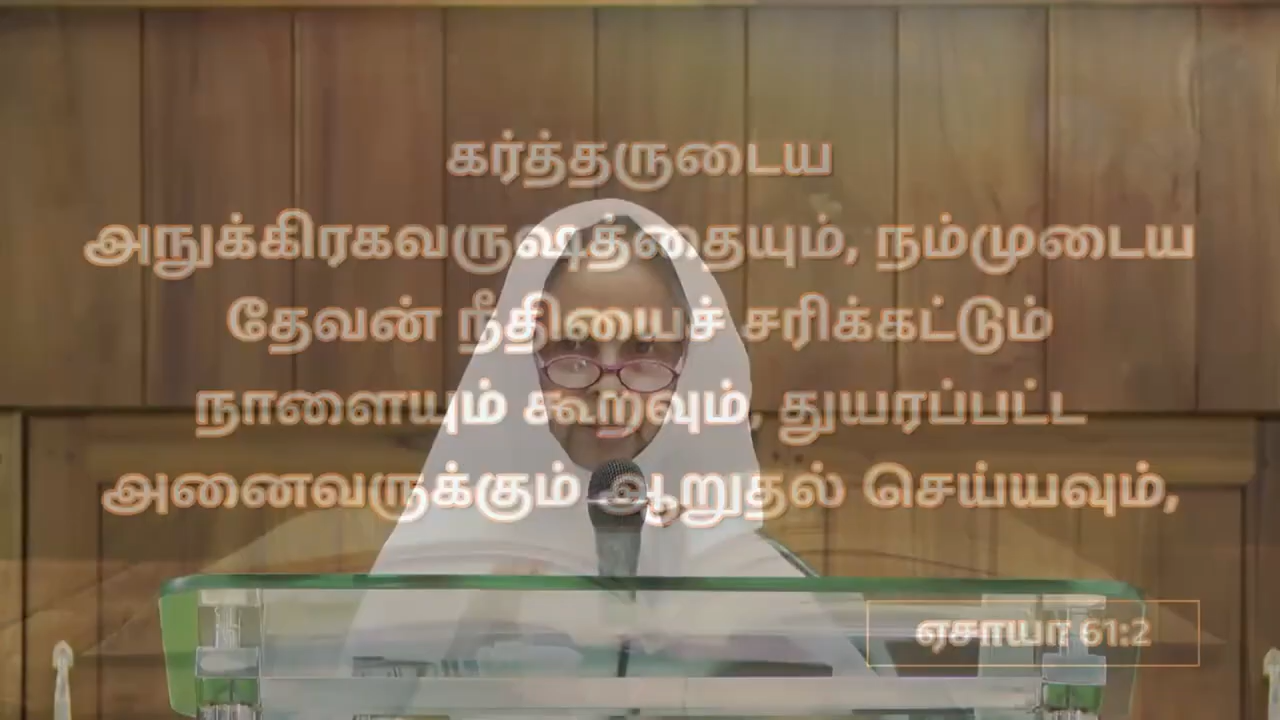 கர்த்தருடைய
அநுக்கிரகவருஷத்தையும், நம்முடைய
தேவன் நீதியைச் சரிக்கட்டும்
நாளையும் கூறவும், துயரப்பட்ட
அனைவருக்கும் ஆறுதல் செய்யவும்,
ஏசாயா 61:2